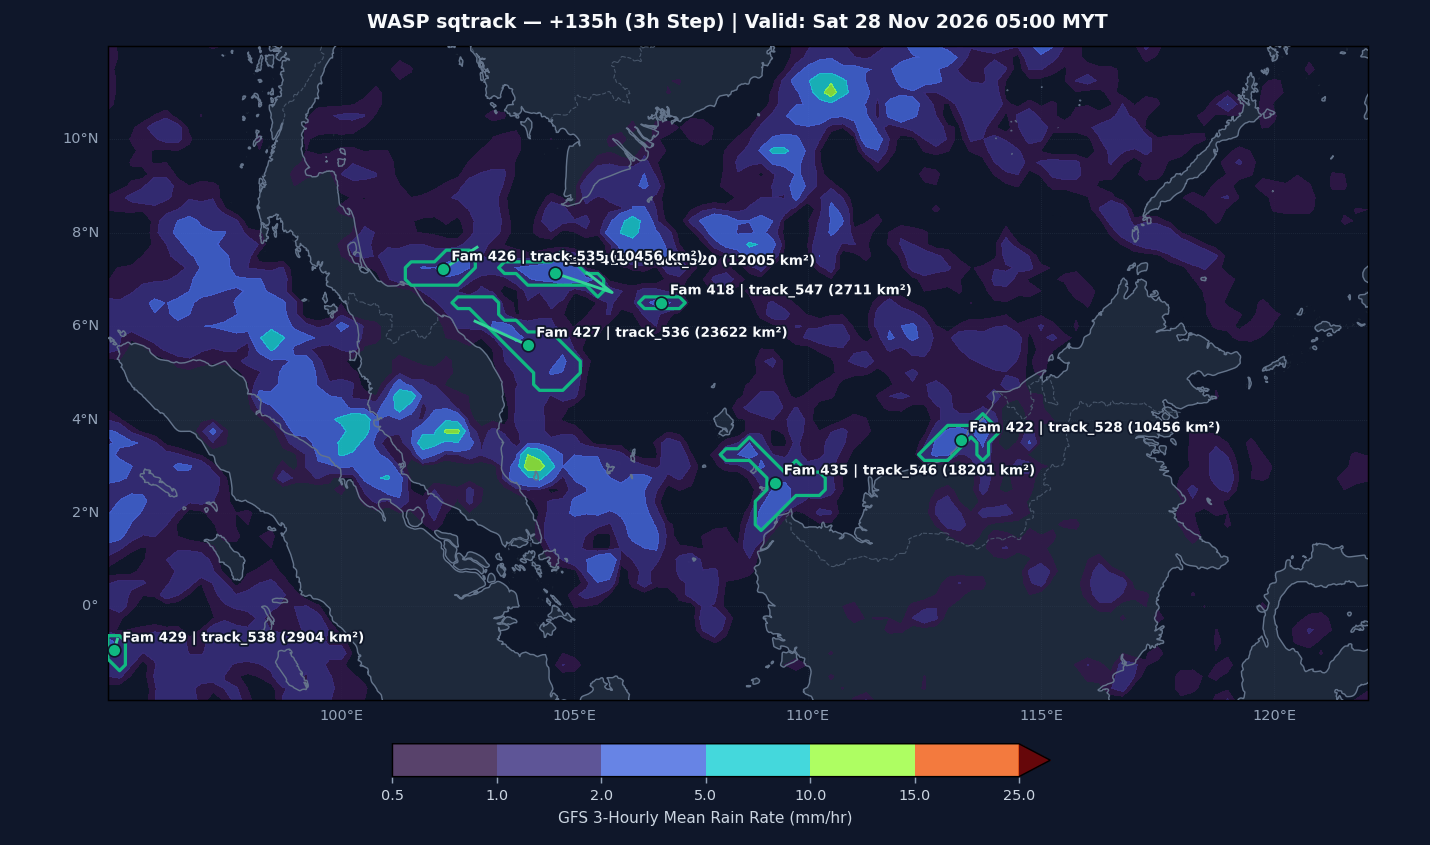 WASP sqtrack — +135h (3h Step) | Valid: Sat 28 Nov 2026 05:00 MYT
10°N
8°N
6°N
4°N
2°N
0°
Fam 426 | track_535 (10456 km²)
20 (12005 km²)
Fam 418 | track_547 (2711 km²)
Fam 427 | track_536 (23622 km²)
Fam 422 | track_528 (10456 km²)
Fam 435 | track_546 (18201 km²)
Fam 429 | track_538 (2904 km²)
100°E 105°E 110°E 115°E 120°E
0.5 1.0 2.0 5.0 10.0 15.0 25.0
GFS 3-Hourly Mean Rain Rate (mm/hr)